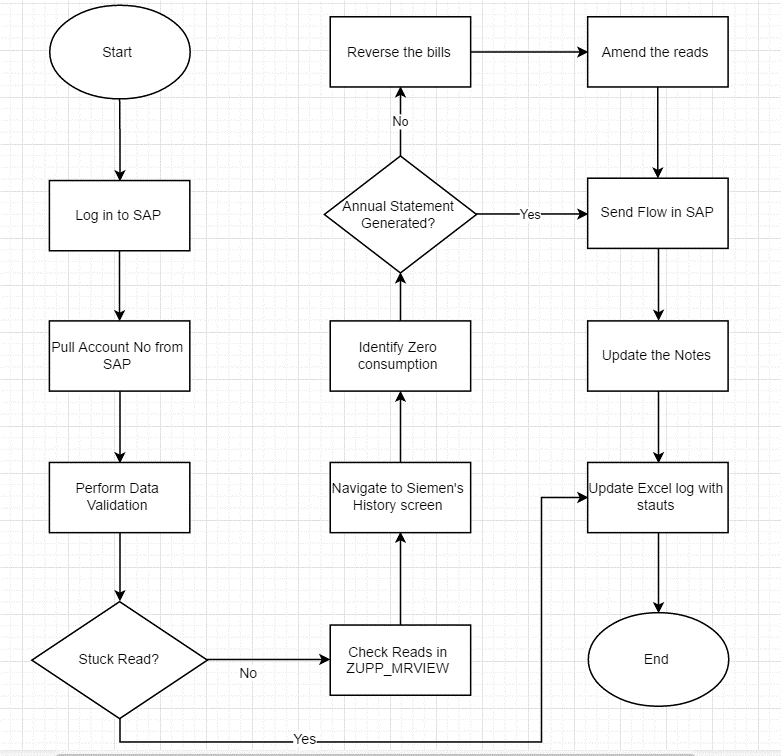 Start
Log in to SAP
Pull Account No from
SAP
Perform Data
Validation
Stuck Read?
No
Yes
Check Reads in
ZUPP_MRVIEW
Navigate to Siemen's
History screen
Identify Zero
consumption
Annual Statement
Generated?
No
Yes
Reverse the bills
Amend the reads
Send Flow in SAP
Update the Notes
Update Excel log with
stauts
End